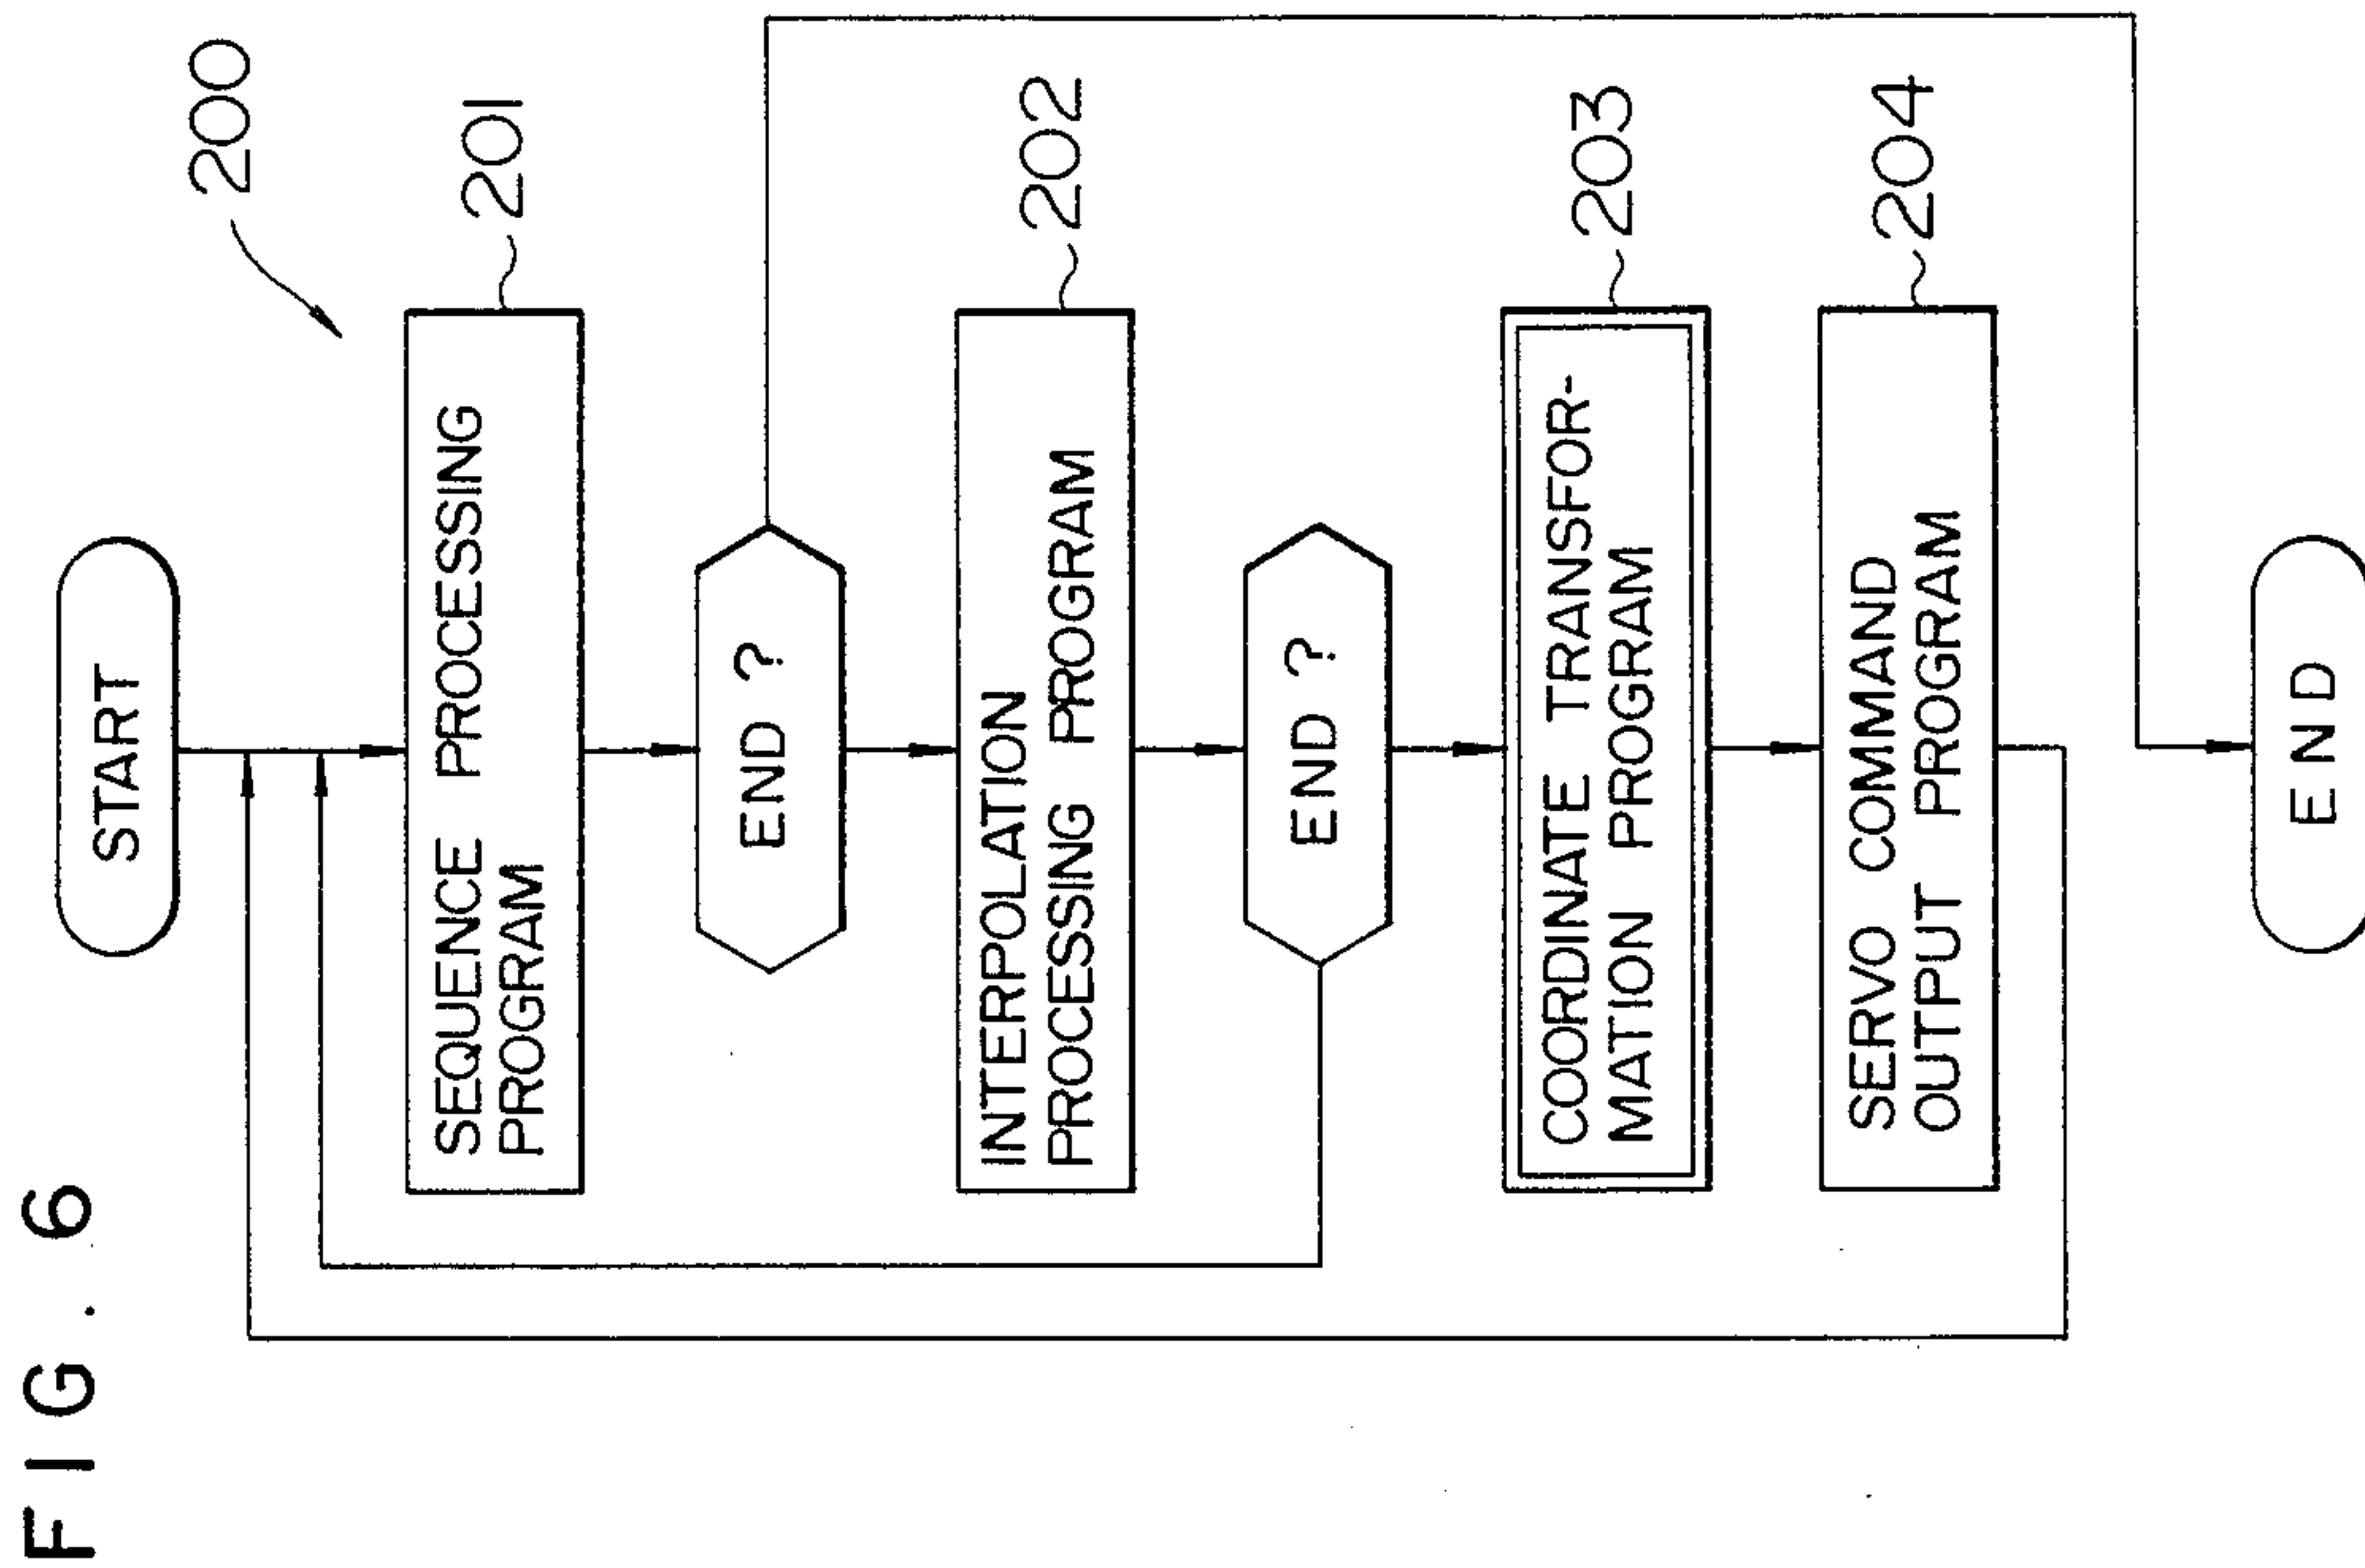 FIG. 6
200
START
SEQUENCE PROCESSING
PROGRAM
201
END ?
INTERPOLATION
PROCESSING PROGRAM
202
END ?
COORDINATE TRANSFOR-
MATION PROGRAM
203
SERVO COMMAND
OUTPUT PROGRAM
204
END